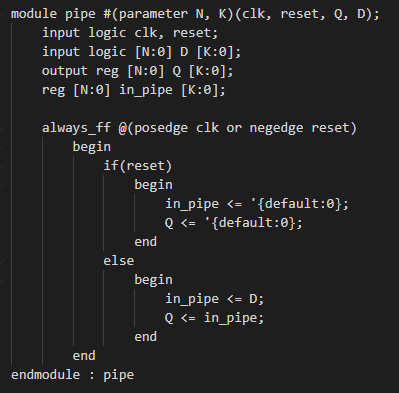 module pipe #(parameter N, K)(clk, reset, Q, D);
    input logic clk, reset;
    input logic [N:0] D [K:0];
    output reg [N:0] Q [K:0];
    reg [N:0] in_pipe [K:0];

    always_ff @(posedge clk or negedge reset)
        begin
            if(reset)
                begin
                    in_pipe <= '{default:0};
                    Q <= '{default:0};
                end
            else
                begin
                    in_pipe <= D;
                    Q <= in_pipe;
                end
        end
endmodule : pipe